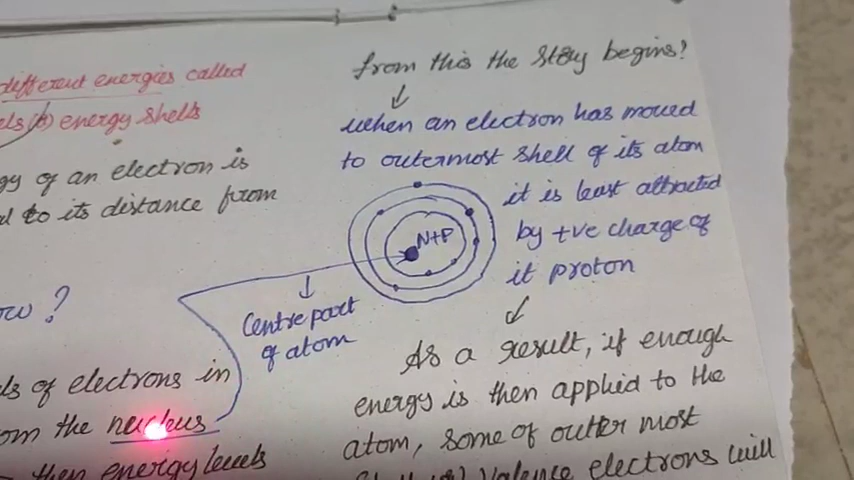 different energies called
energy shells
of an electron is
to its distance from
?
of electrons in
the nucleus
then energy levels
from this the story begins!
when an electron has moved
to outermost shell of its atom
it is least attracted
by +ve charge of
it proton
N+P
Centre part
of atom
As a result, if enough
energy is then applied to the
atom, some of outer most
valence electrons will